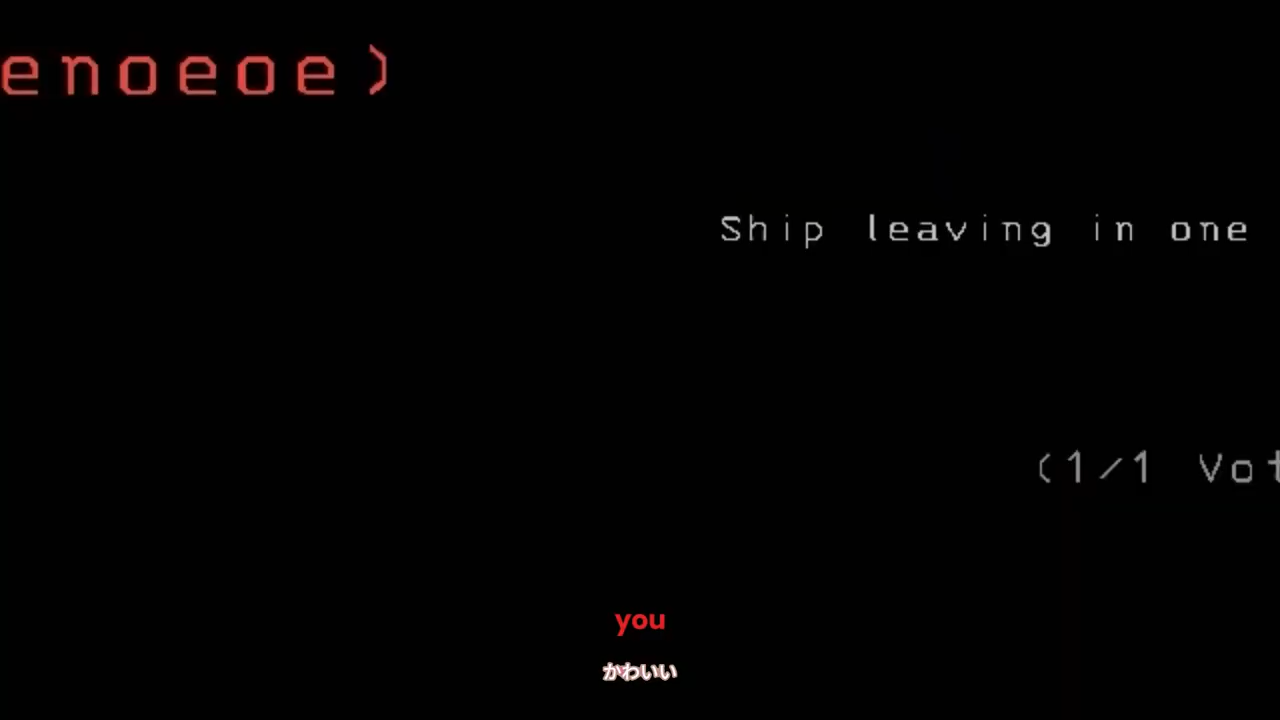 enoeoe)
Ship leaving in one
(1/1 Vot
you
かわいい